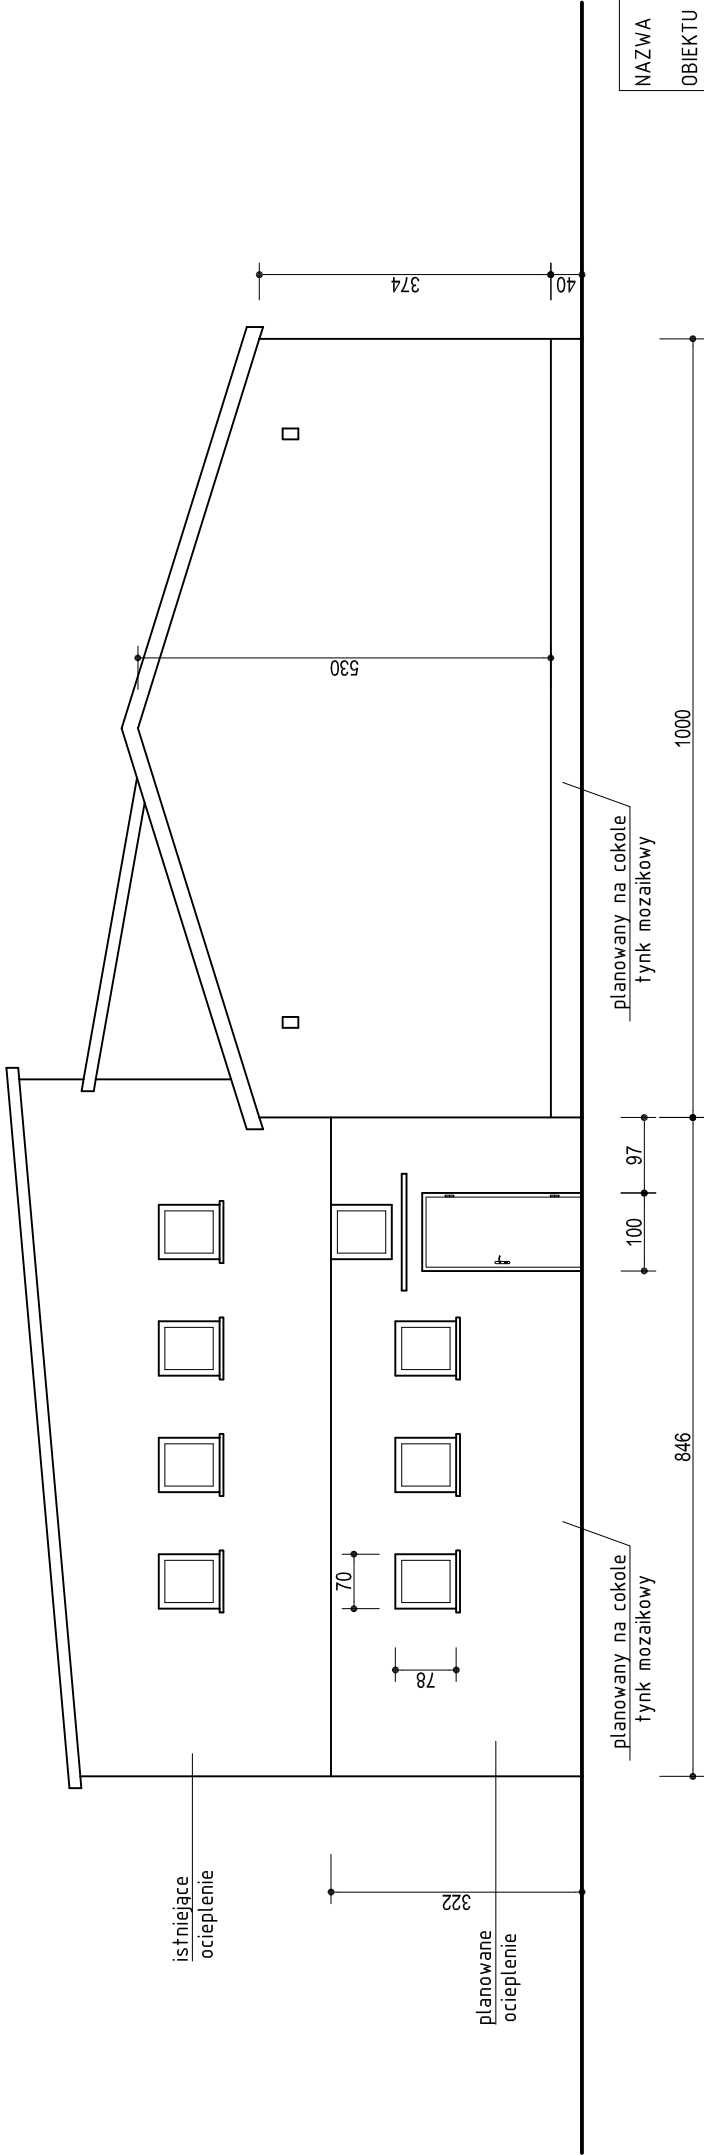 istniejące
ocieplenie
planowane
ocieplenie
322
78
70
374
40
530
planowany na cokole
tynk mozaikowy
planowany na cokole
tynk mozaikowy
100
97
846
1000
NAZWA
OBIEKTU